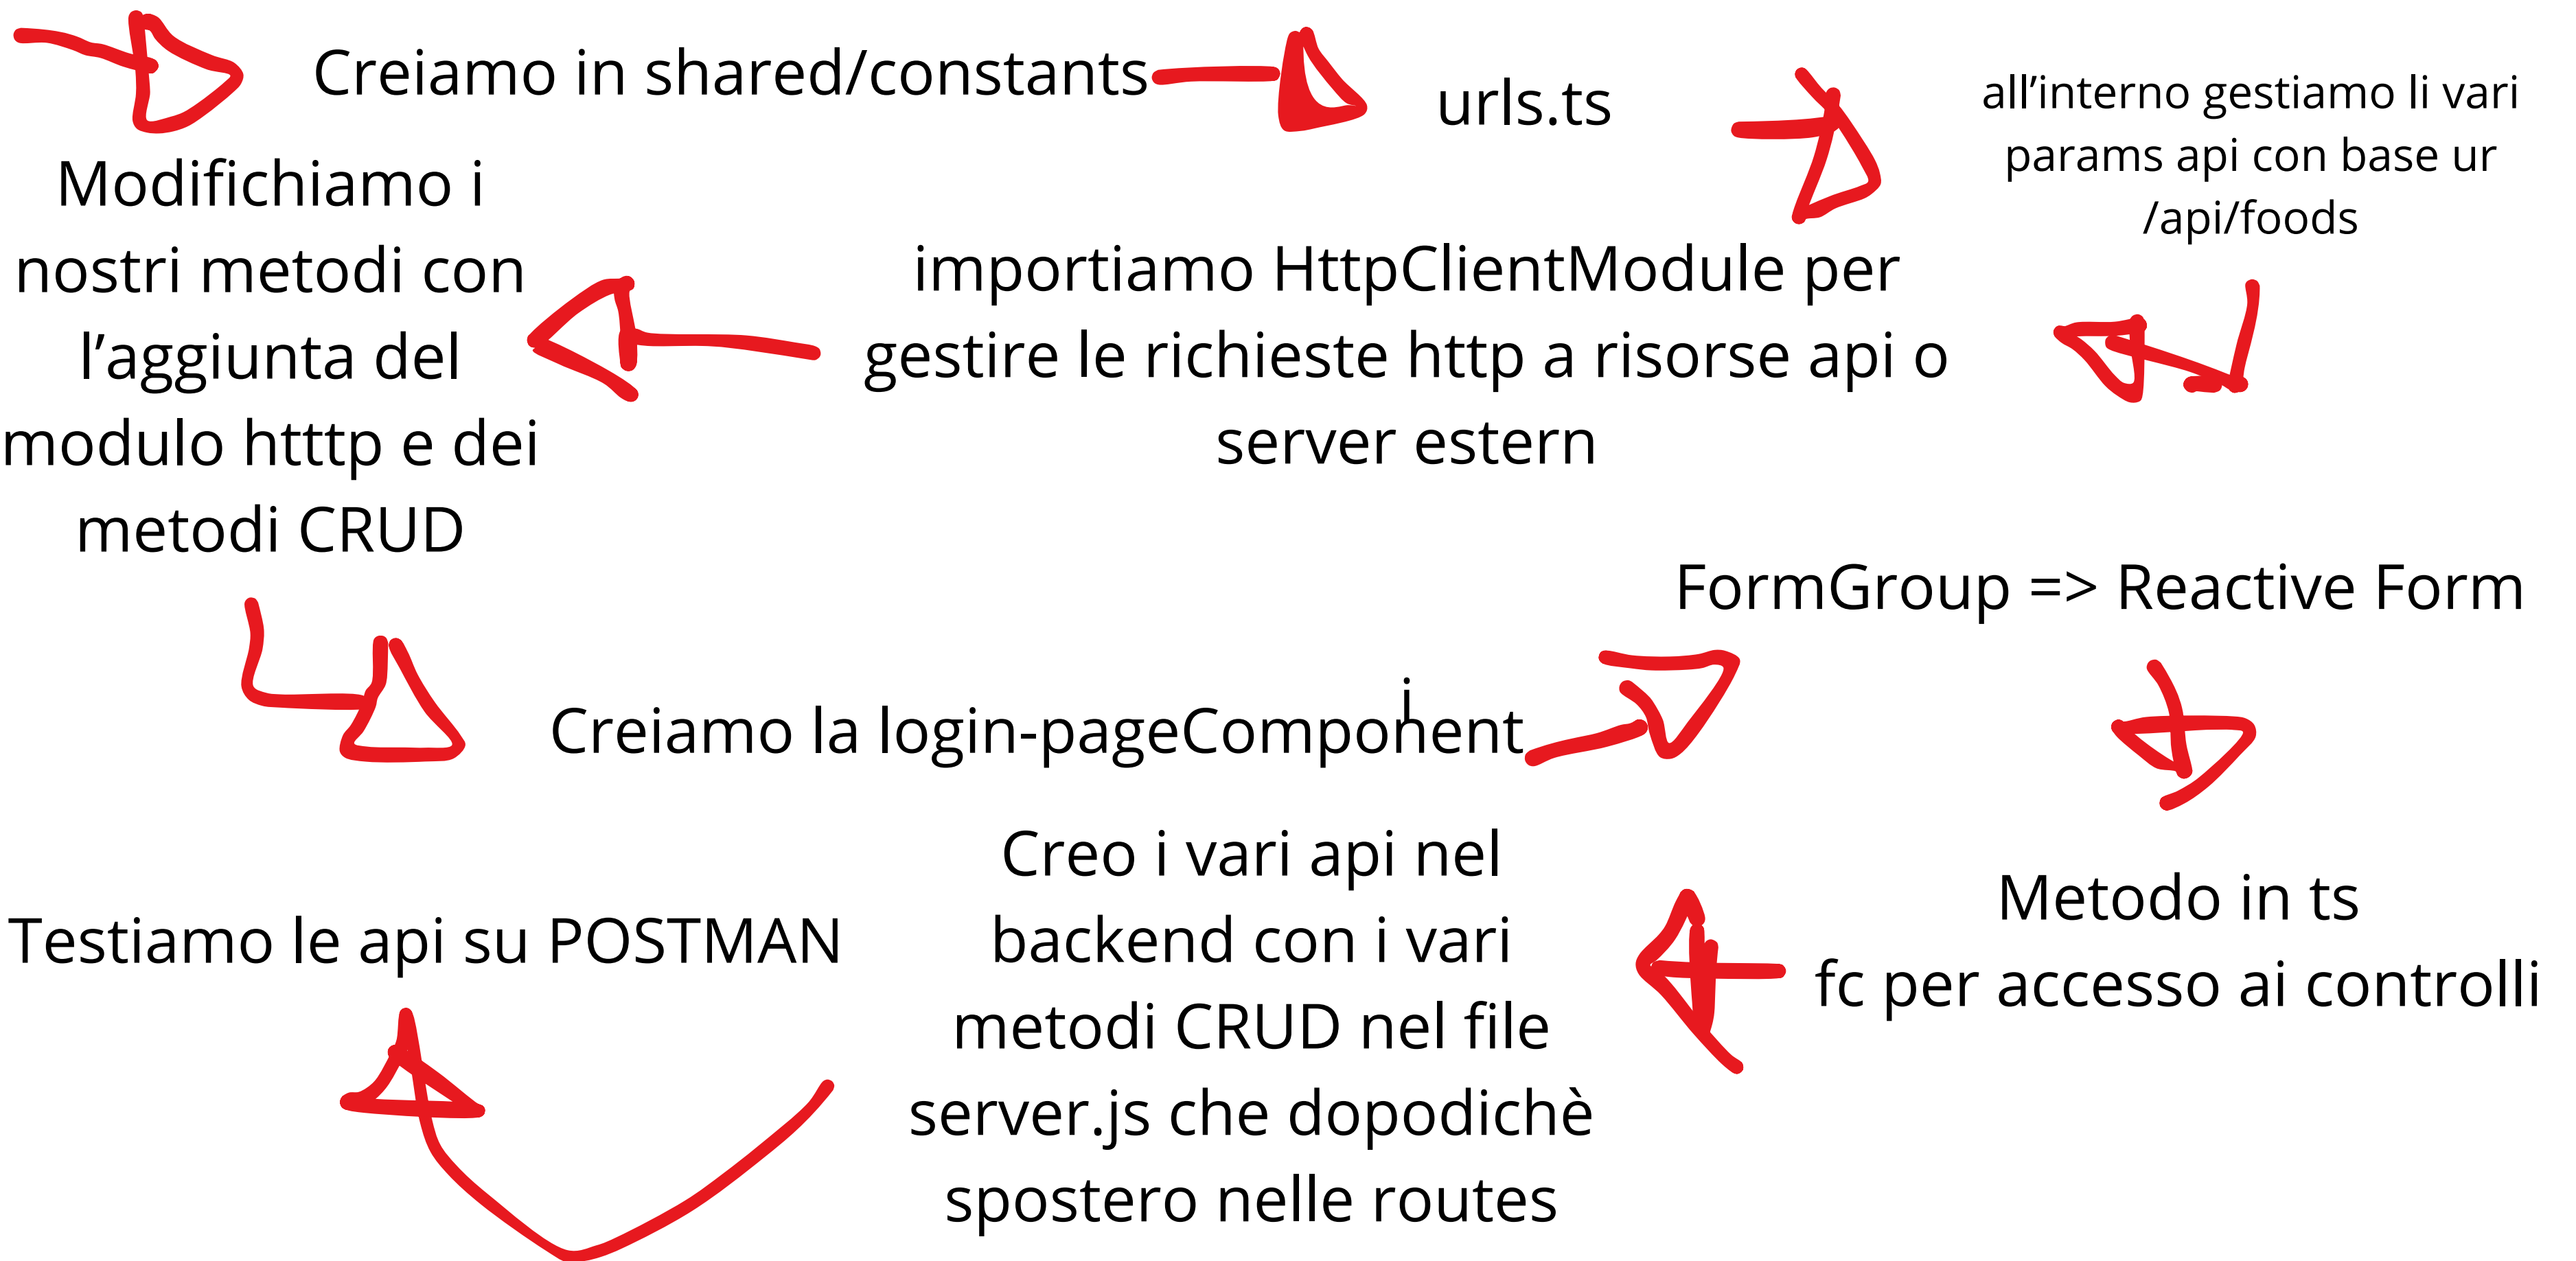 Creiamo in shared/constants
urls.ts
all’interno gestiamo li vari
params api con base ur
/api/foods
importiamo HttpClientModule per
gestire le richieste http a risorse api o
server estern
Modifichiamo i
nostri metodi con
l’aggiunta del
modulo htttp e dei
metodi CRUD
Creiamo la login-pageComponent
i
FormGroup => Reactive Form
Metodo in ts
fc per accesso ai controlli
Creo i vari api nel
backend con i vari
metodi CRUD nel file
server.js che dopodichè
spostero nelle routes
Testiamo le api su POSTMAN